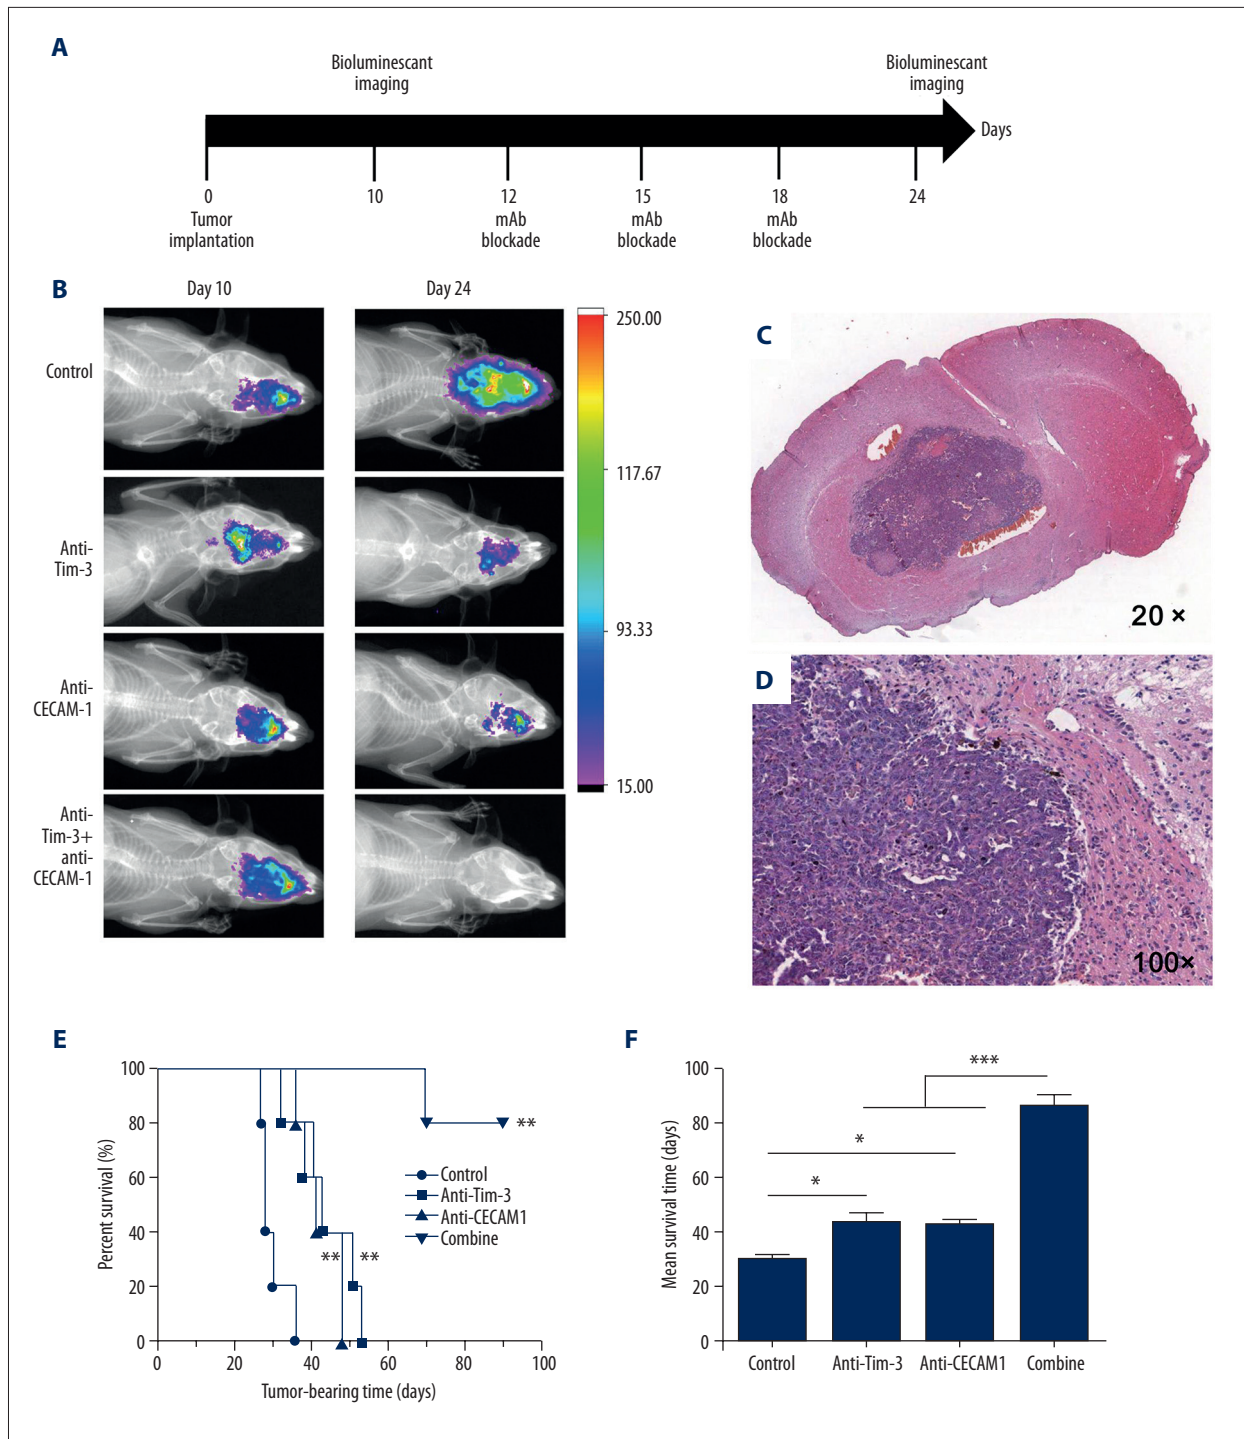 A
Bioluminescant
imaging
Bioluminescant
imaging
Days
0
10
12
15
18
24
Tumor
implantation
mAb
blockade
mAb
blockade
mAb
blockade
B
Day 10
Day 24
Control
Anti-
Tim-3
Anti-
CECAM-1
Anti-
Tim-3+
anti-
CECAM-1
250.00
117.67
93.33
15.00
C
20 ×
D
100×
E
100
80
60
40
20
0
Percent survival (%)
0
20
40
60
80
100
Tumor-bearing time (days)
Control
Anti-Tim-3
Anti-CECAM1
Combine
**
**
**
F
100
80
60
40
20
0
Mean survival time (days)
*
*
***
Control
Anti-Tim-3
Anti-CECAM1
Combine